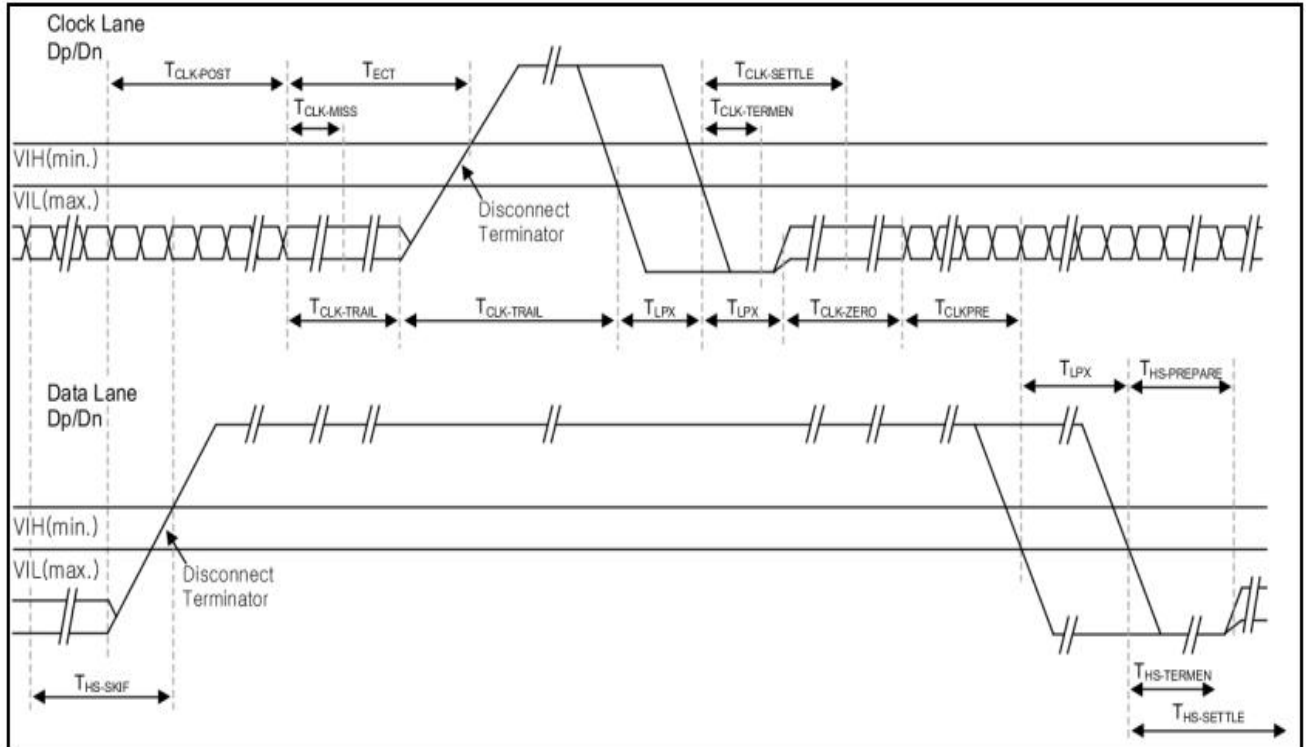 Clock Lane
Dp/Dn
TCLK-POST
TECT
TCLK-SETTLE
TCLK-MISS
TCLK-TERMEN
VIH(min.)
VIL(max.)
Disconnect
Terminator
TCLK-TRAIL
TCLK-TRAIL
TLPX
TLPX
TCLK-ZERO
TCLKPRE
TLPX
THS-PREPARE
Data Lane
Dp/Dn
VIH(min.)
VIL(max.)
Disconnect
Terminator
THS-SKIF
THS-TERMEN
THS-SETTLE